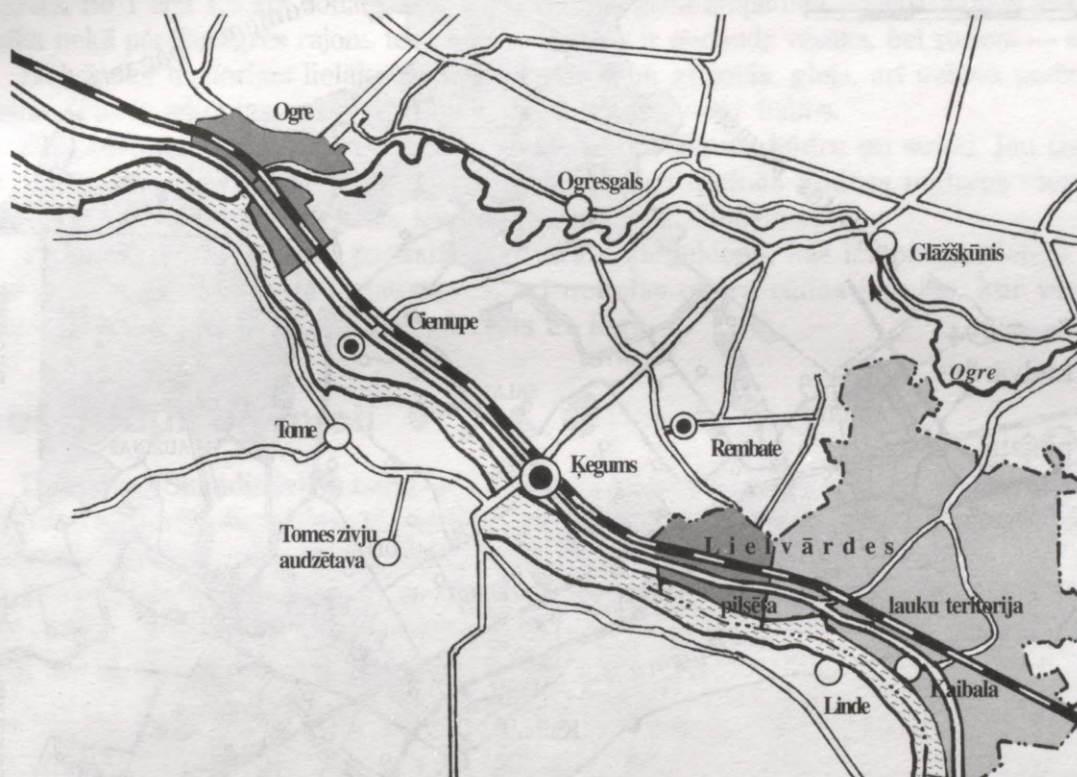 Ogre
Ogresgals
Glāžšķūnis
Ciemupe
Ogre
Tome
Ķegums
Rembate
Tomes zivju
audzētava
Lielvārdes
pilsēta
lauku teritorija
Kaibala
Linde